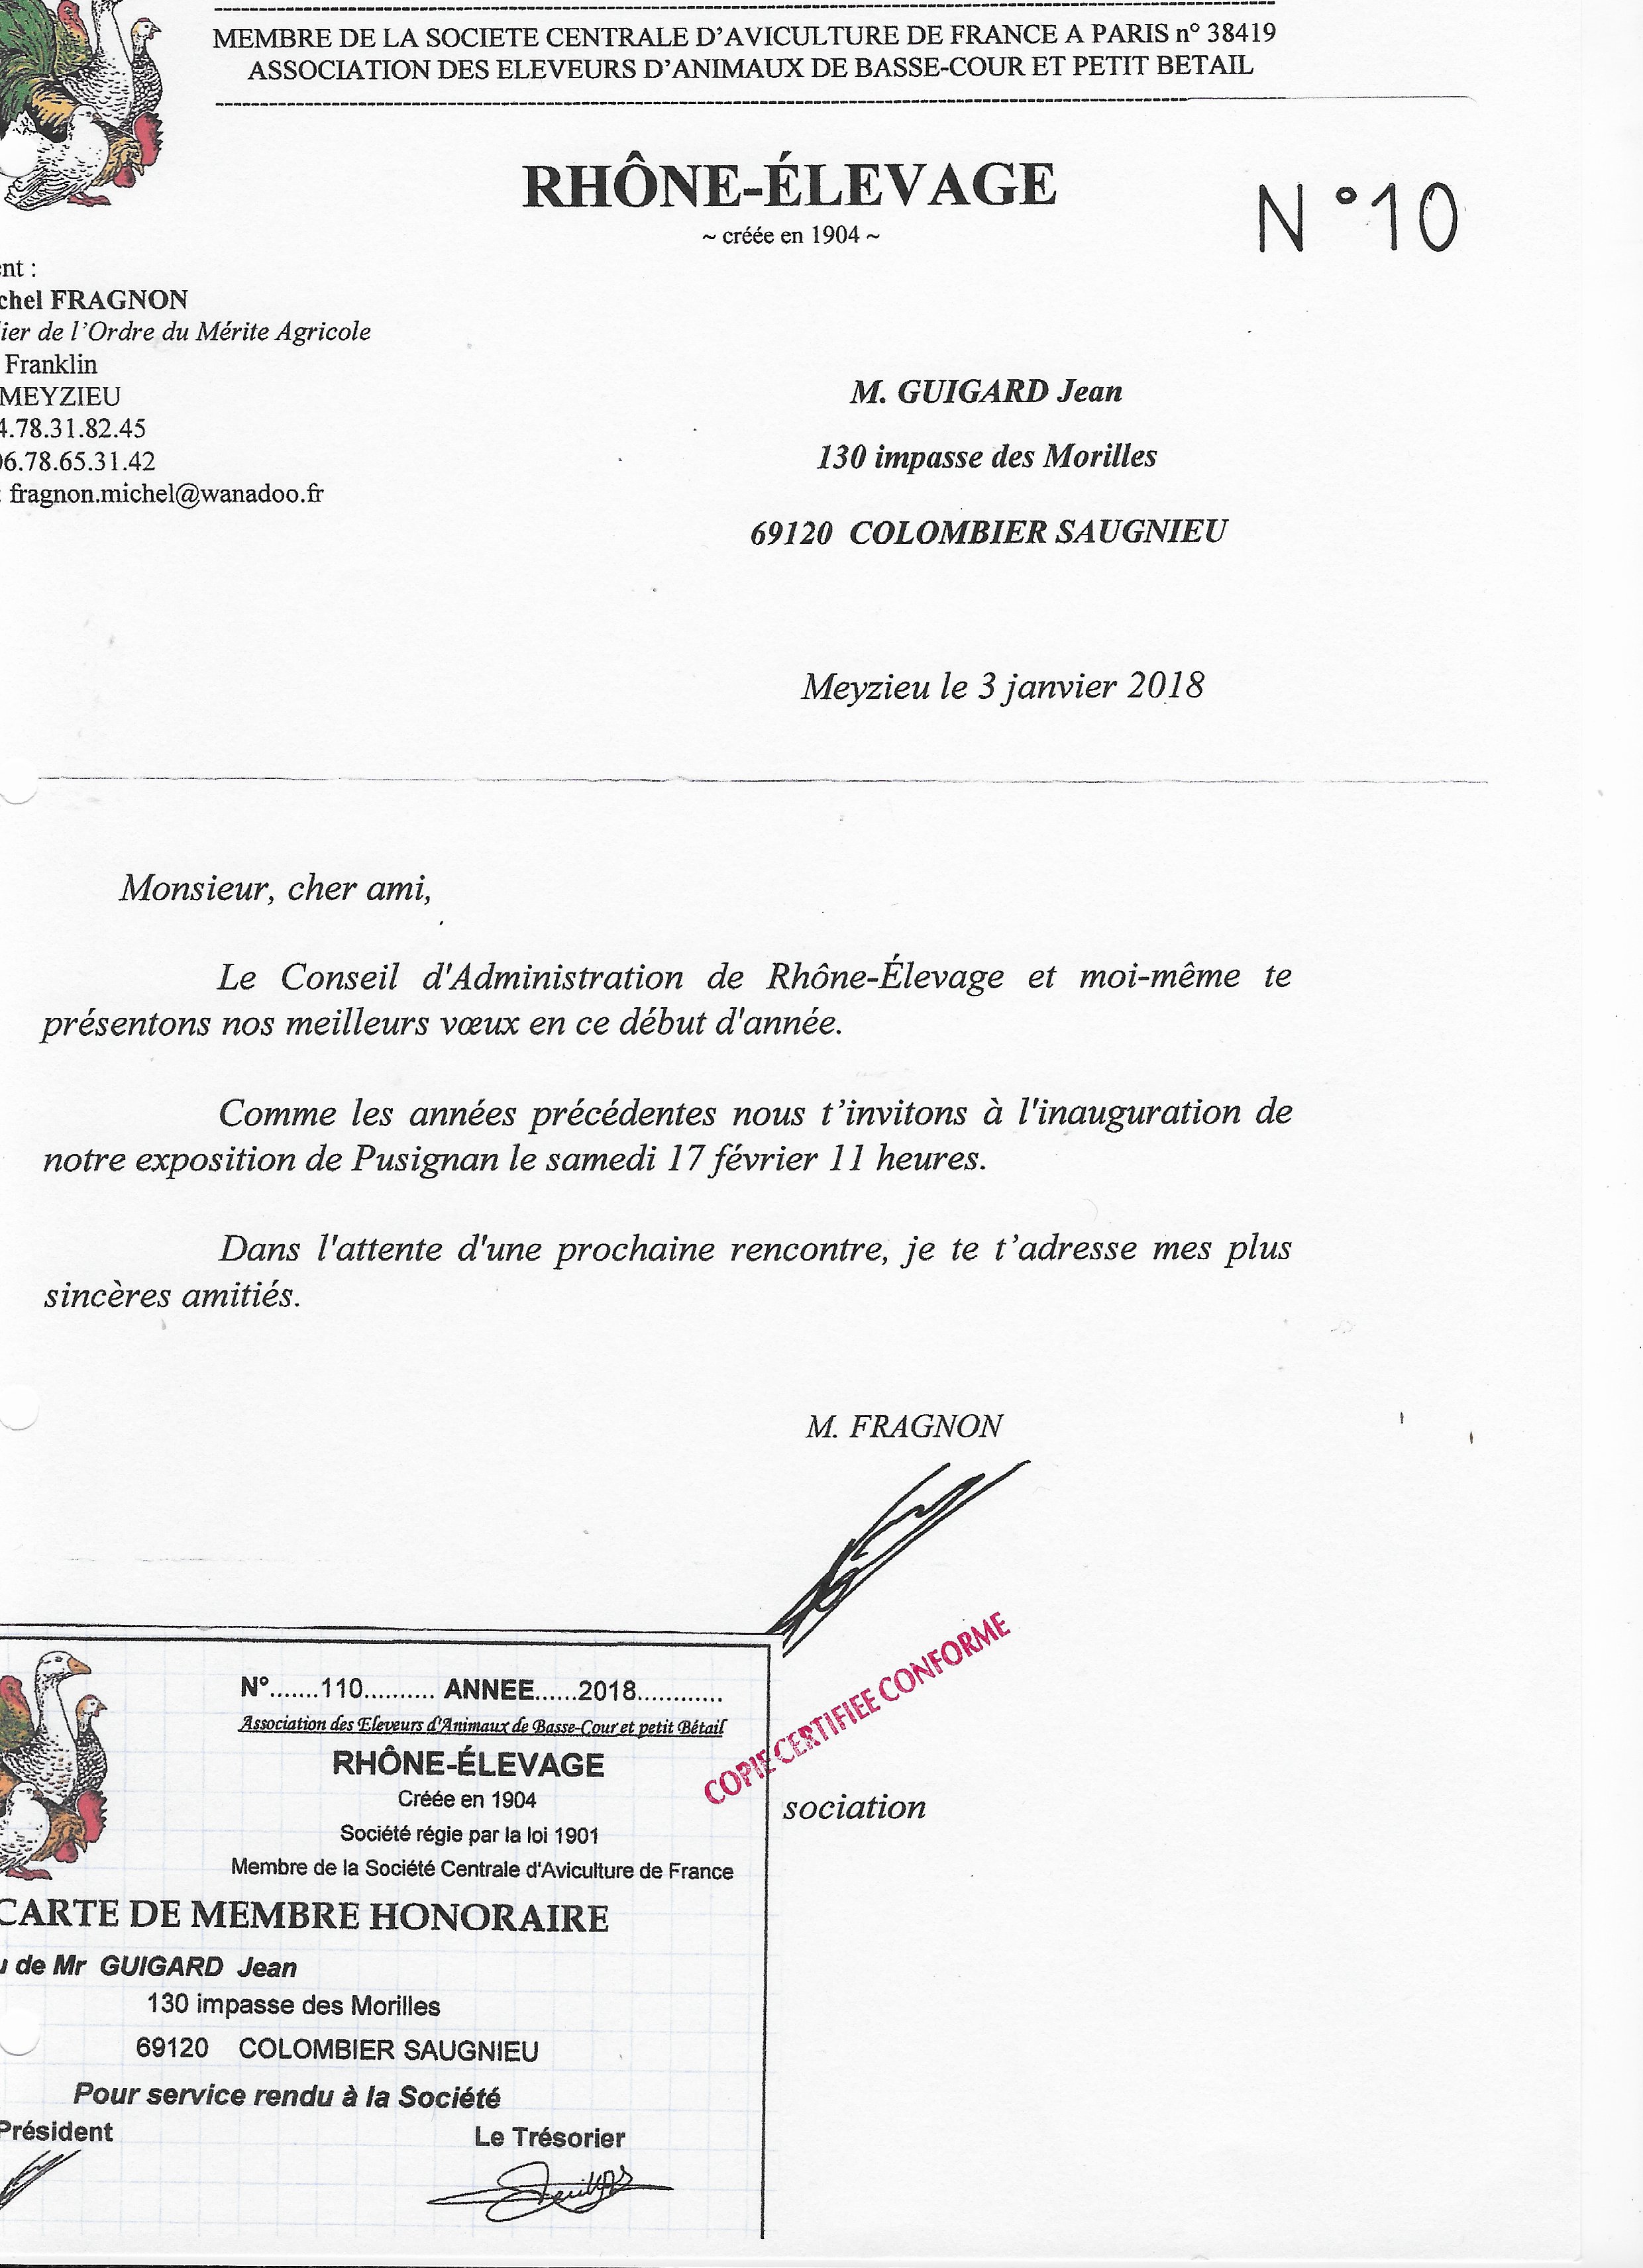 MEMBRE DE LA SOCIETE CENTRALE D’AVICULTURE DE FRANCE A PARIS n° 38419
ASSOCIATION DES ELEVEURS D’ANIMAUX DE BASSE-COUR ET PETIT BETAIL
RHÔNE-ÉLEVAGE
~ créée en 1904 ~
N°10
ent :
chel FRAGNON
ier de l’Ordre du Mérite Agricole
Franklin
MEYZIEU
4.78.31.82.45
06.78.65.31.42
: fragnon.michel@wanadoo.fr
M. GUIGARD Jean
130 impasse des Morilles
69120 COLOMBIER SAUGNIEU
Meyzieu le 3 janvier 2018
Monsieur, cher ami,
Le Conseil d'Administration de Rhône-Élevage et moi-même te
présentons nos meilleurs vœux en ce début d'année.
Comme les années précédentes nous t’invitons à l'inauguration de
notre exposition de Pusignan le samedi 17 février 11 heures.
Dans l'attente d'une prochaine rencontre, je te t’adresse mes plus
sincères amitiés.
M. FRAGNON
COPIE CERTIFIEE CONFORME
sociation
N°.......110.......... ANNEE......2018............
Association des Eleveurs d'Animaux de Basse-Cour et petit Bétail
RHÔNE-ÉLEVAGE
Créée en 1904
Société régie par la loi 1901
Membre de la Société Centrale d'Aviculture de France
CARTE DE MEMBRE HONORAIRE
u de Mr GUIGARD Jean
130 impasse des Morilles
69120 COLOMBIER SAUGNIEU
Pour service rendu à la Société
Président
Le Trésorier